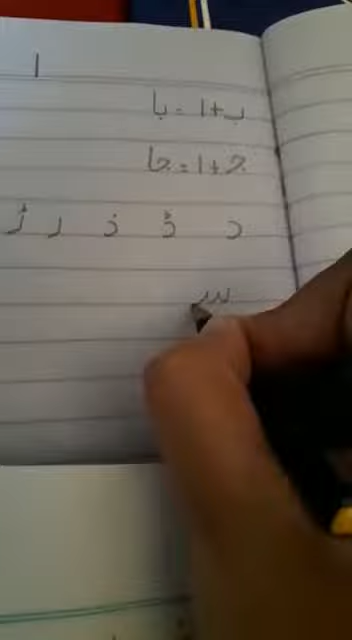 ا
ب+ا=با
ج+ا=جا
د ڈ ذ ر ڑ
س